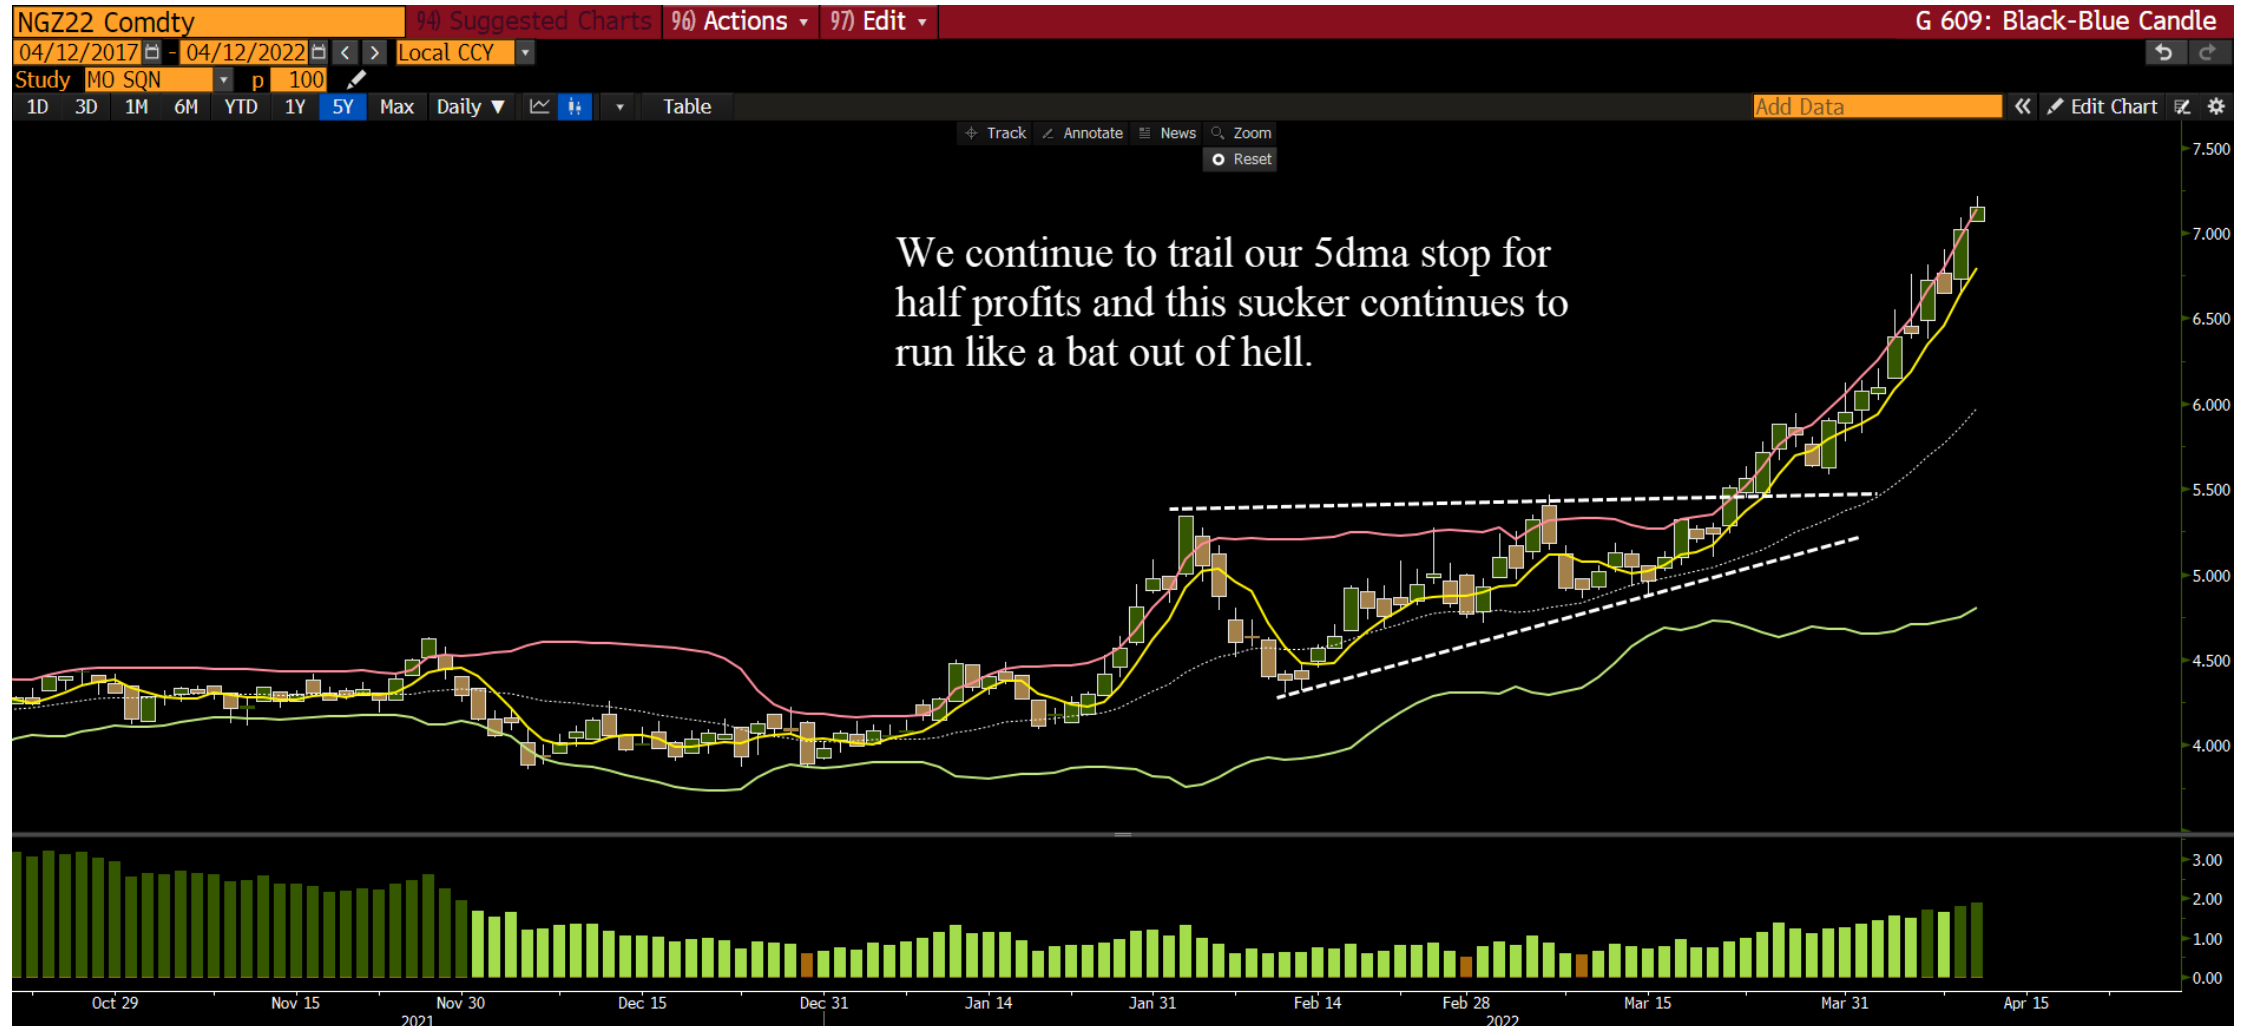 NGZ22 Comdty 94) Suggested Charts 96) Actions 97) Edit G 609: Black-Blue Candle
04/12/2017 - 04/12/2022 Local CCY
Study MO SQN p 100
1D 3D 1M 6M YTD 1Y 5Y Max Daily ▼ Table Add Data « Edit Chart
Track Annotate News Zoom
Reset
We continue to trail our 5dma stop for
half profits and this sucker continues to
run like a bat out of hell.
7.500
7.000
6.500
6.000
5.500
5.000
4.500
4.000
3.00
2.00
1.00
0.00
Oct 29 Nov 15 Nov 30 Dec 15 Dec 31 Jan 14 Jan 31 Feb 14 Feb 28 Mar 15 Mar 31 Apr 15
2021 2022